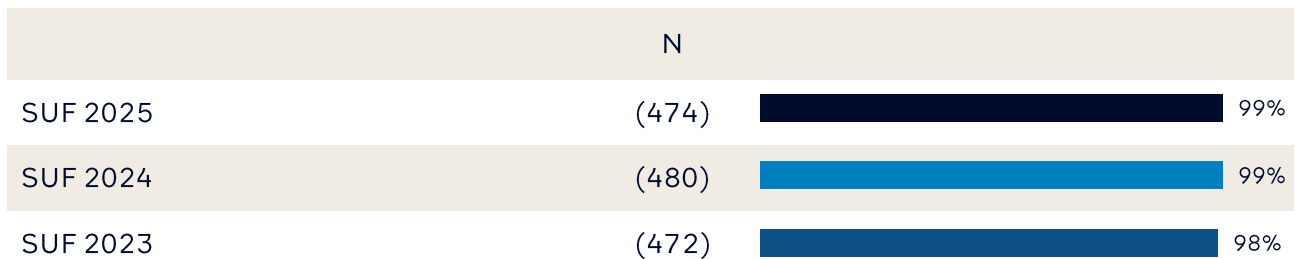 N
SUF 2025 (474) 99%
SUF 2024 (480) 99%
SUF 2023 (472) 98%